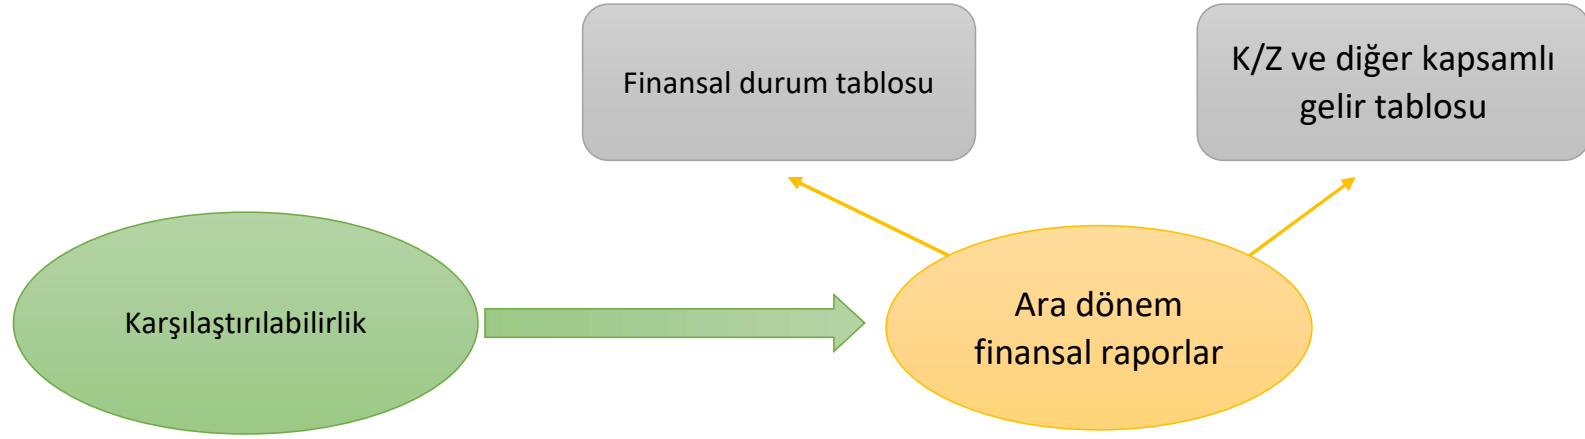 Finansal durum tablosu
K/Z ve diğer kapsamlı
gelir tablosu
Karşılaştırılabilirlik
Ara dönem
finansal raporlar